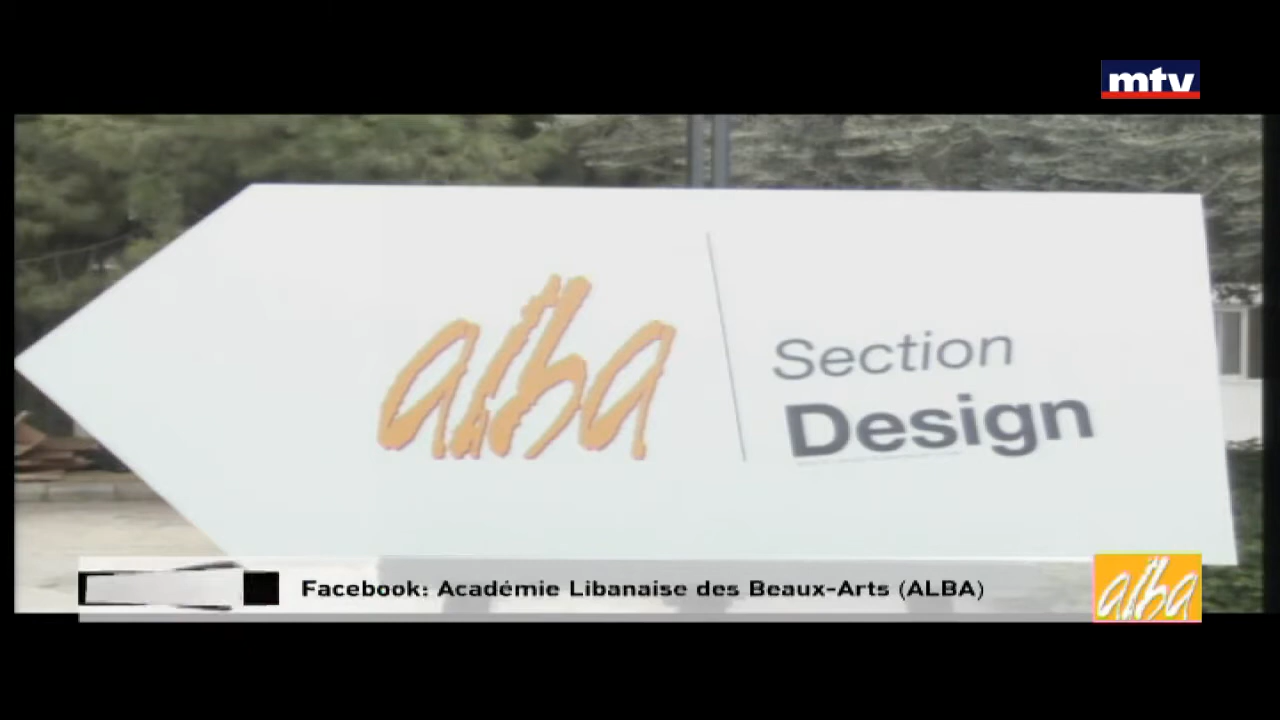 mtv
alba
Section
Design
Facebook: Académie Libanaise des Beaux-Arts (ALBA)
alba